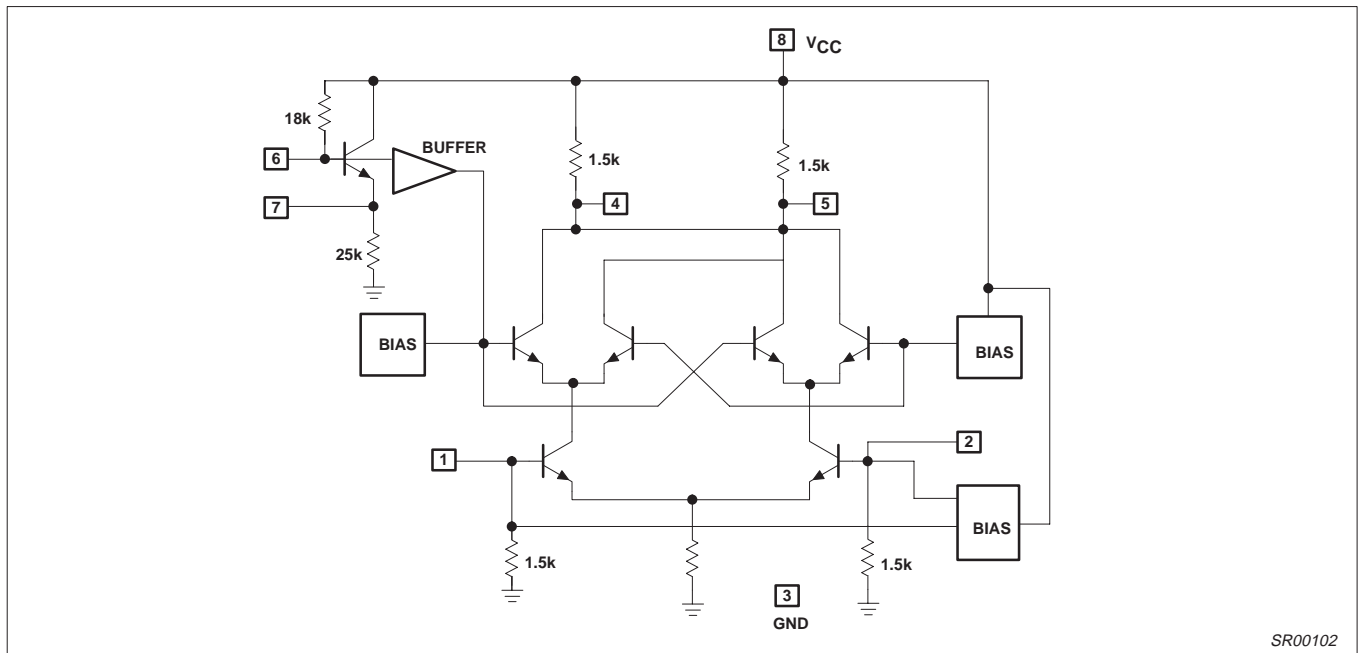 8 VCC
18k
BUFFER
1.5k
1.5k
6
7
4
5
25k
BIAS
BIAS
1
2
BIAS
1.5k
1.5k
3
GND
SR00102